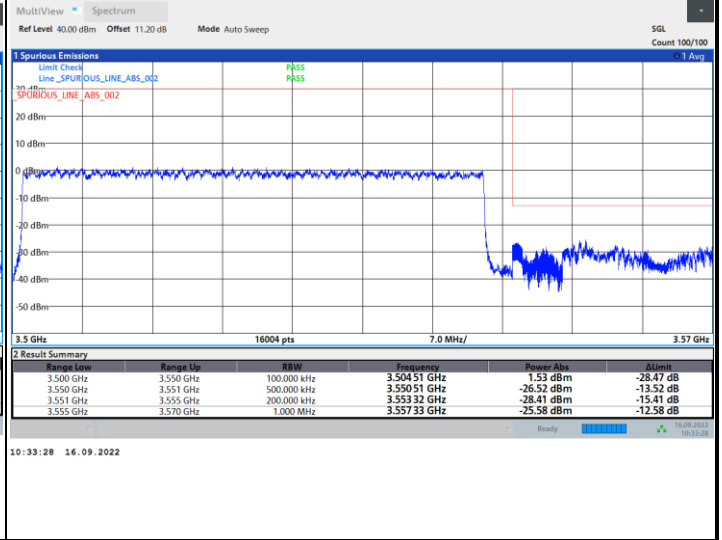 MultiView Spectrum
Ref Level 40.00 dBm Offset 11.20 dB Mode Auto Sweep SGL
Count 100/100
1 Spurious Emissions 1 Avg
Limit Check PASS
Line _SPURIOUS_LINE_ABS_002 PASS
30 dBm
_SPURIOUS_LINE_ABS_002
20 dBm
10 dBm
0 dBm
-10 dBm
-20 dBm
-30 dBm
-40 dBm
-50 dBm
3.5 GHz 16004 pts 7.0 MHz/ 3.57 GHz
2 Result Summary
Range Low Range Up RBW Frequency Power Abs ΔLimit
3.500 GHz 3.550 GHz 100.000 kHz 3.504 51 GHz 1.53 dBm -28.47 dB
3.550 GHz 3.551 GHz 500.000 kHz 3.550 51 GHz -26.52 dBm -13.52 dB
3.551 GHz 3.555 GHz 200.000 kHz 3.553 32 GHz -28.41 dBm -15.41 dB
3.555 GHz 3.570 GHz 1.000 MHz 3.557 33 GHz -25.58 dBm -12.58 dB
Ready 16.09.2022
10:33:28
10:33:28 16.09.2022